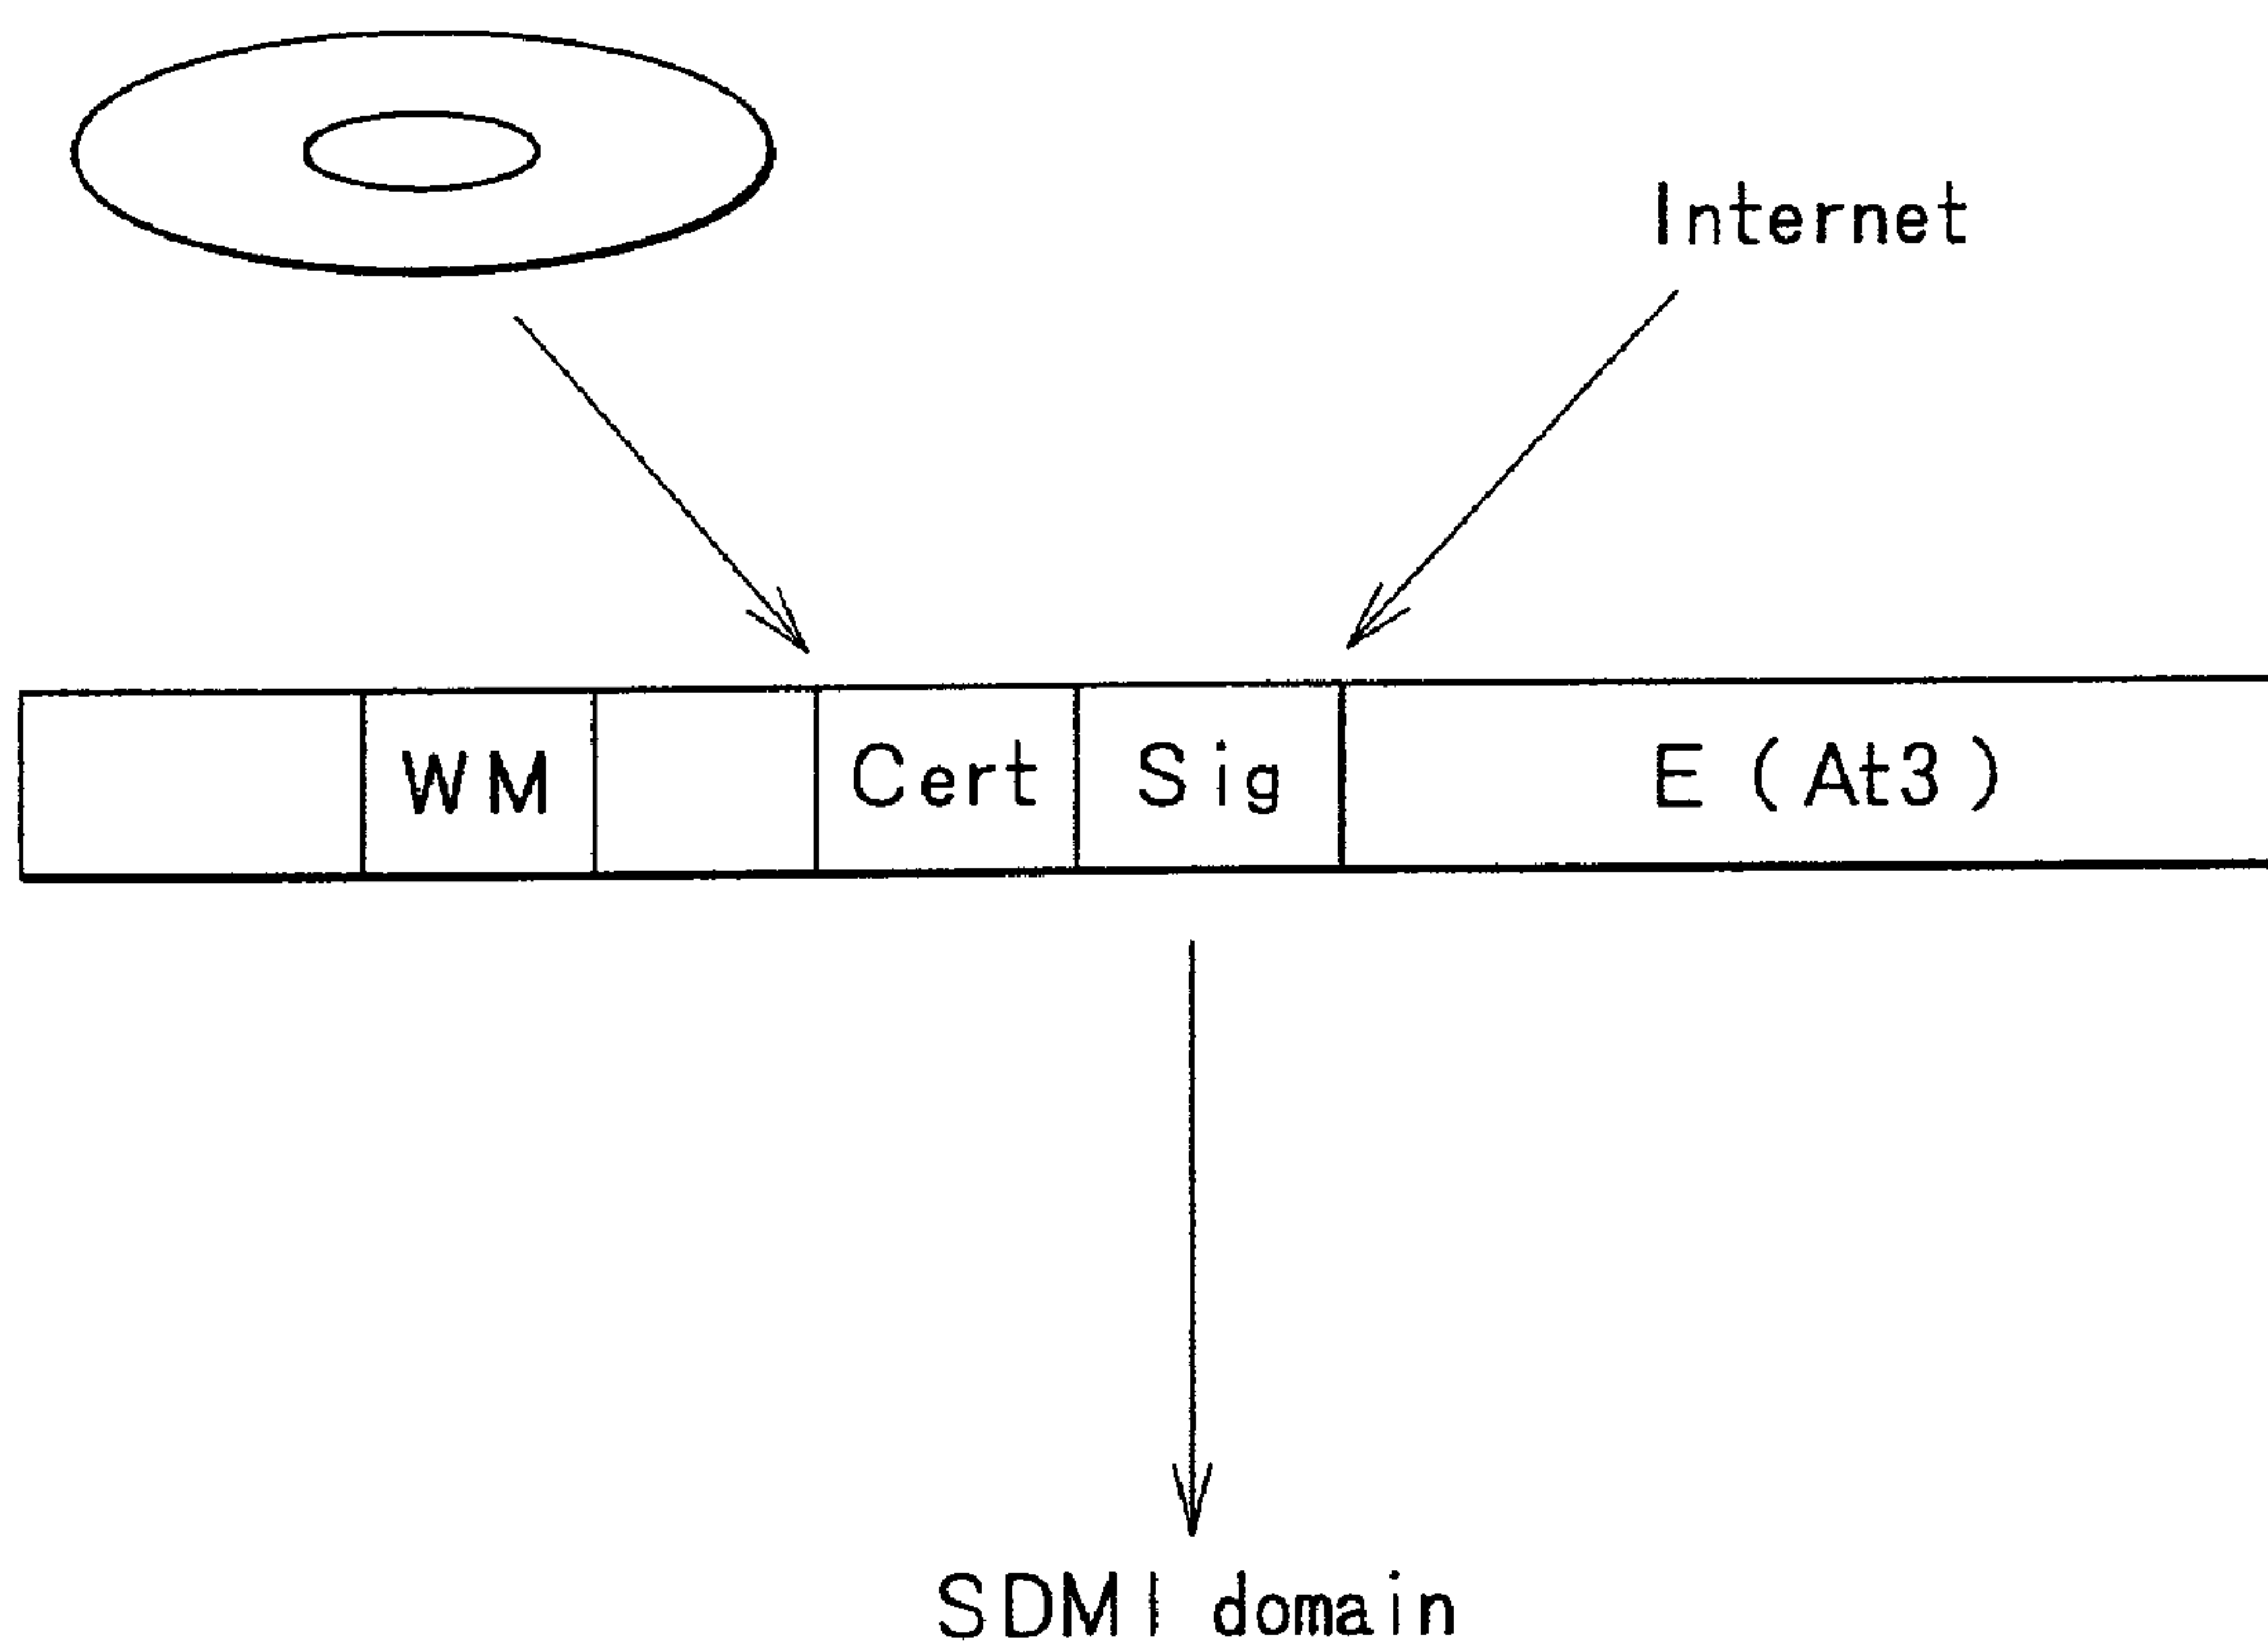 Internet
WM Cert Sig E (At3)
SDMI domain